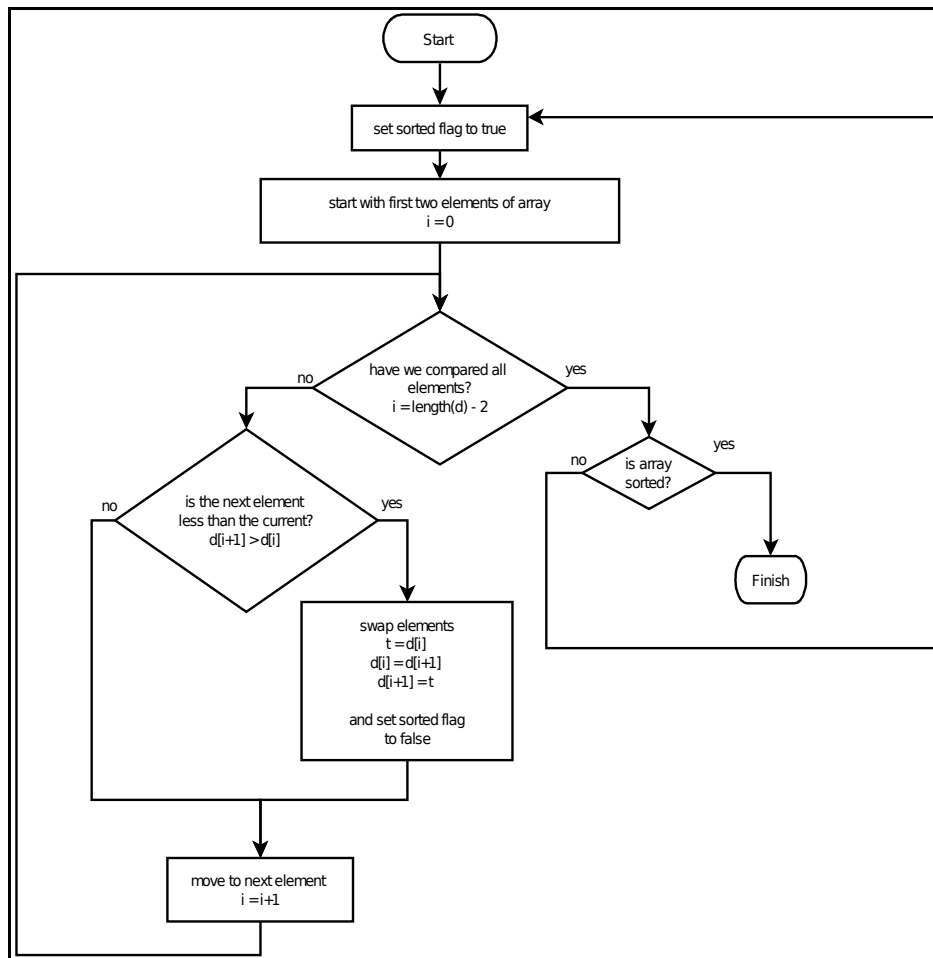 Start
set sorted flag to true
start with first two elements of array
i = 0
have we compared all
elements?
i = length(d) - 2
no
yes
is the next element
less than the current?
d[i+1] > d[i]
no
yes
is array
sorted?
no
yes
Finish
swap elements
t = d[i]
d[i] = d[i+1]
d[i+1] = t
and set sorted flag
to false
move to next element
i = i+1